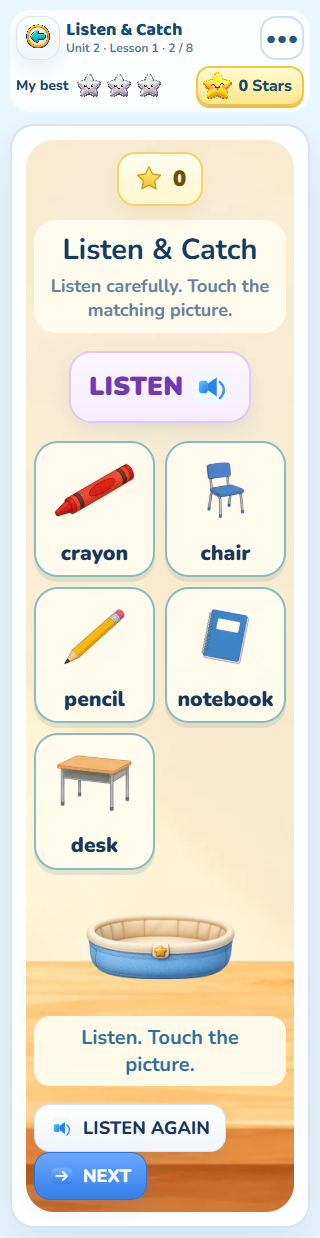 Listen & Catch
Unit 2 · Lesson 1 · 2 / 8
My best
0 Stars
0
Listen & Catch
Listen carefully. Touch the
matching picture.
LISTEN
crayon
chair
pencil
notebook
desk
Listen. Touch the
picture.
LISTEN AGAIN
NEXT